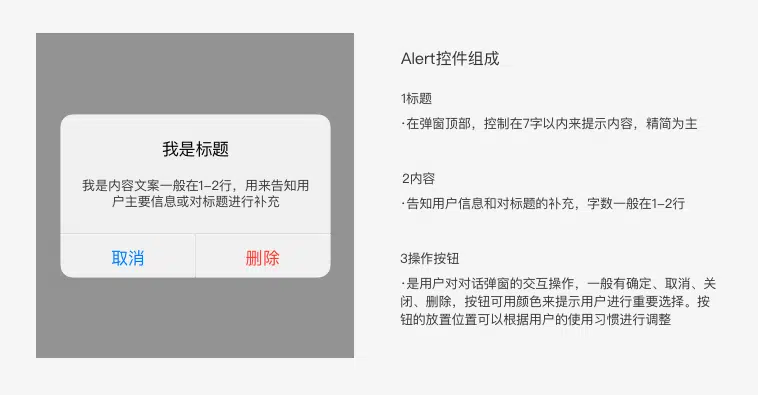 我是标题
我是内容文案一般在1-2行，用来告知用
户主要信息或对标题进行补充
取消
删除
Alert控件组成
1标题
·在弹窗顶部，控制在7字以内来提示内容，精简为主
2内容
·告知用户信息和对标题的补充，字数一般在1-2行
3操作按钮
·是用户对对话弹窗的交互操作，一般有确定、取消、关
闭、删除，按钮可用颜色来提示用户进行重要选择。按
钮的放置位置可以根据用户的使用习惯进行调整